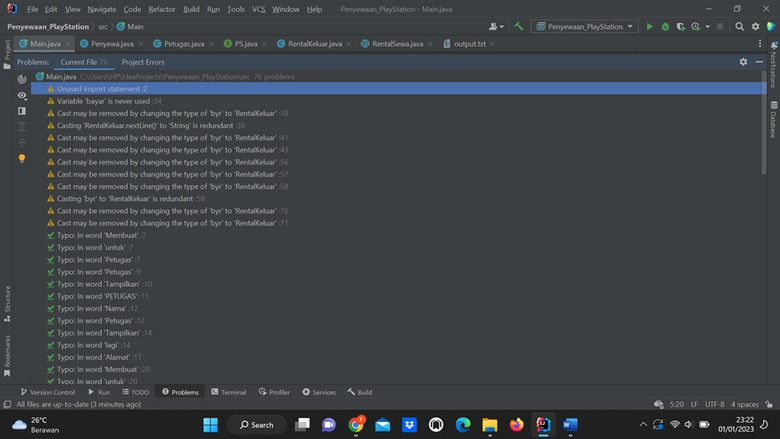 File Edit View Navigate Code Refactor Build Run Tools VCS Window Help Penyewaan_PlayStation - Main.java
Penyewaan_PlayStation src Main Penyewaan_PlayStation
Main.java Penyewa.java Petugas.java PS.java RentalKeluar.java RentalSewa.java output.txt
Problems: Current File 76 Project Errors
Main.java C:\Users\HP\IdeaProjects\Penyewaan_PlayStation\src 76 problems
Unused import statement :2
Variable 'bayar' is never used :34
Cast may be removed by changing the type of 'byr' to 'RentalKeluar' :38
Casting 'RentalKeluar.nextLine()' to 'String' is redundant :38
Cast may be removed by changing the type of 'byr' to 'RentalKeluar' :41
Cast may be removed by changing the type of 'byr' to 'RentalKeluar' :43
Cast may be removed by changing the type of 'byr' to 'RentalKeluar' :56
Cast may be removed by changing the type of 'byr' to 'RentalKeluar' :57
Cast may be removed by changing the type of 'byr' to 'RentalKeluar' :58
Casting 'byr' to 'RentalKeluar' is redundant :58
Cast may be removed by changing the type of 'byr' to 'RentalKeluar' :70
Cast may be removed by changing the type of 'byr' to 'RentalKeluar' :71
Typo: In word 'Membuat' :7
Typo: In word 'untuk' :7
Typo: In word 'Petugas' :7
Typo: In word 'Petugas' :9
Typo: In word 'Tampilkan' :10
Typo: In word 'PETUGAS' :11
Typo: In word 'Nama' :12
Typo: In word 'Petugas' :12
Typo: In word 'Tampilkan' :14
Typo: In word 'lagi' :14
Typo: In word 'Alamat' :17
Typo: In word 'Membuat' :20
Typo: In word 'untuk' :20
Project
Structure
Bookmarks
Notifications
Database
Version Control Run TODO Problems Terminal Profiler Services Build
All files are up-to-date (3 minutes ago) 5:20 LF UTF-8 4 spaces
26°C
Berawan
Search
23:22
01/01/2023